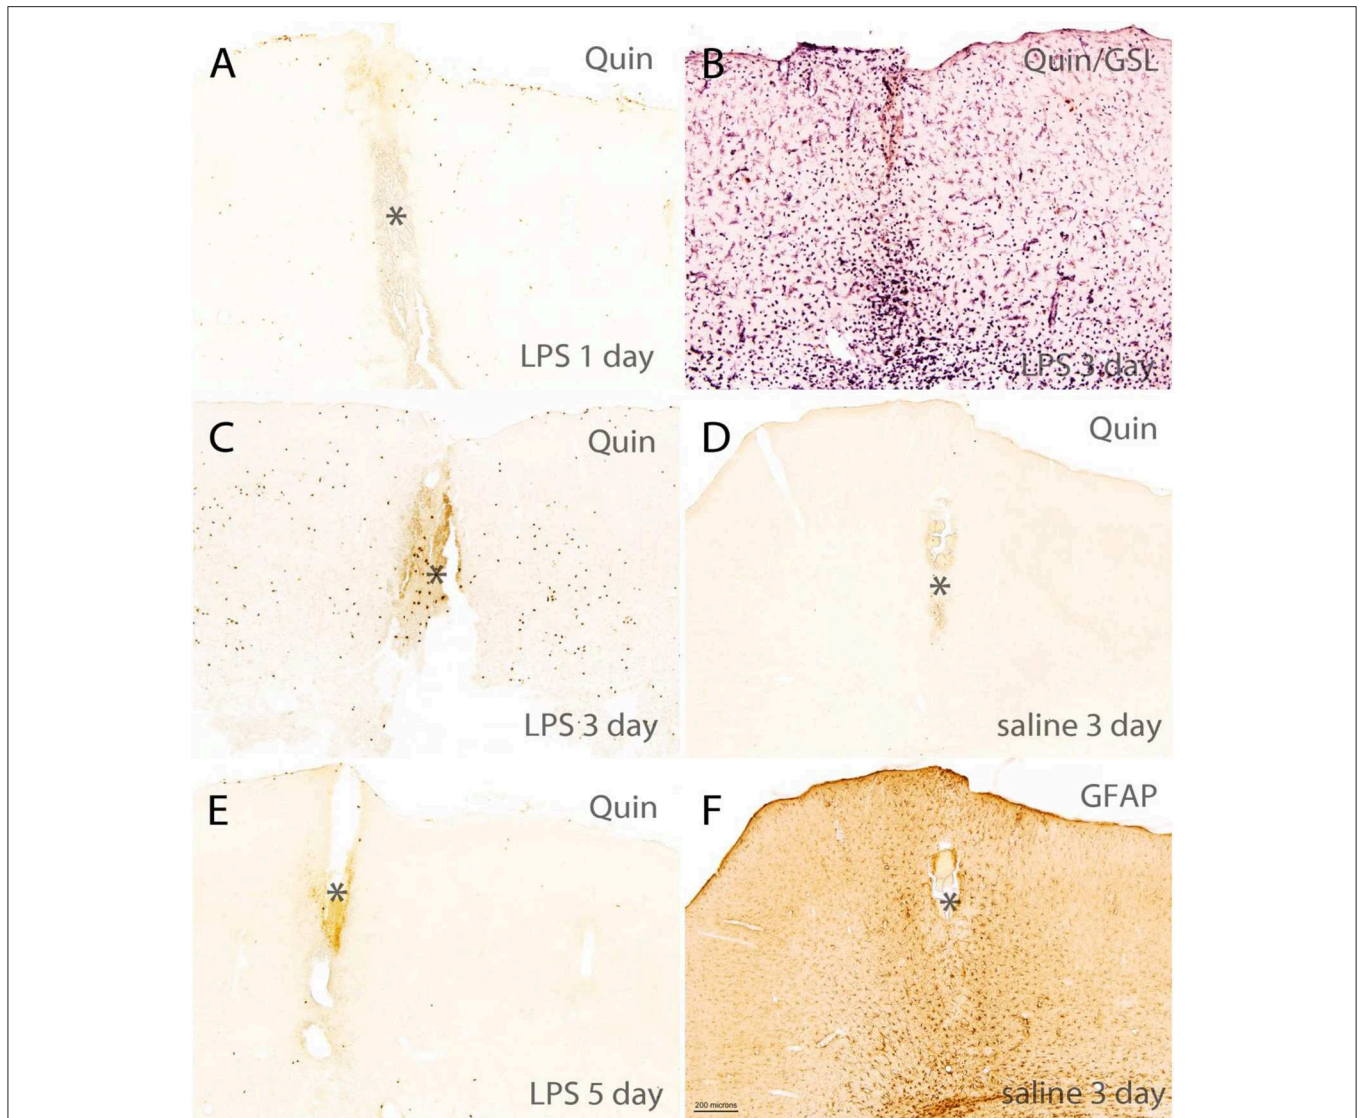 A
Quin
*
LPS 1 day
B
Quin/GSL
LPS 3 day
C
Quin
*
LPS 3 day
D
Quin
*
saline 3 day
E
Quin
*
LPS 5 day
F
GFAP
*
saline 3 day
200 microns